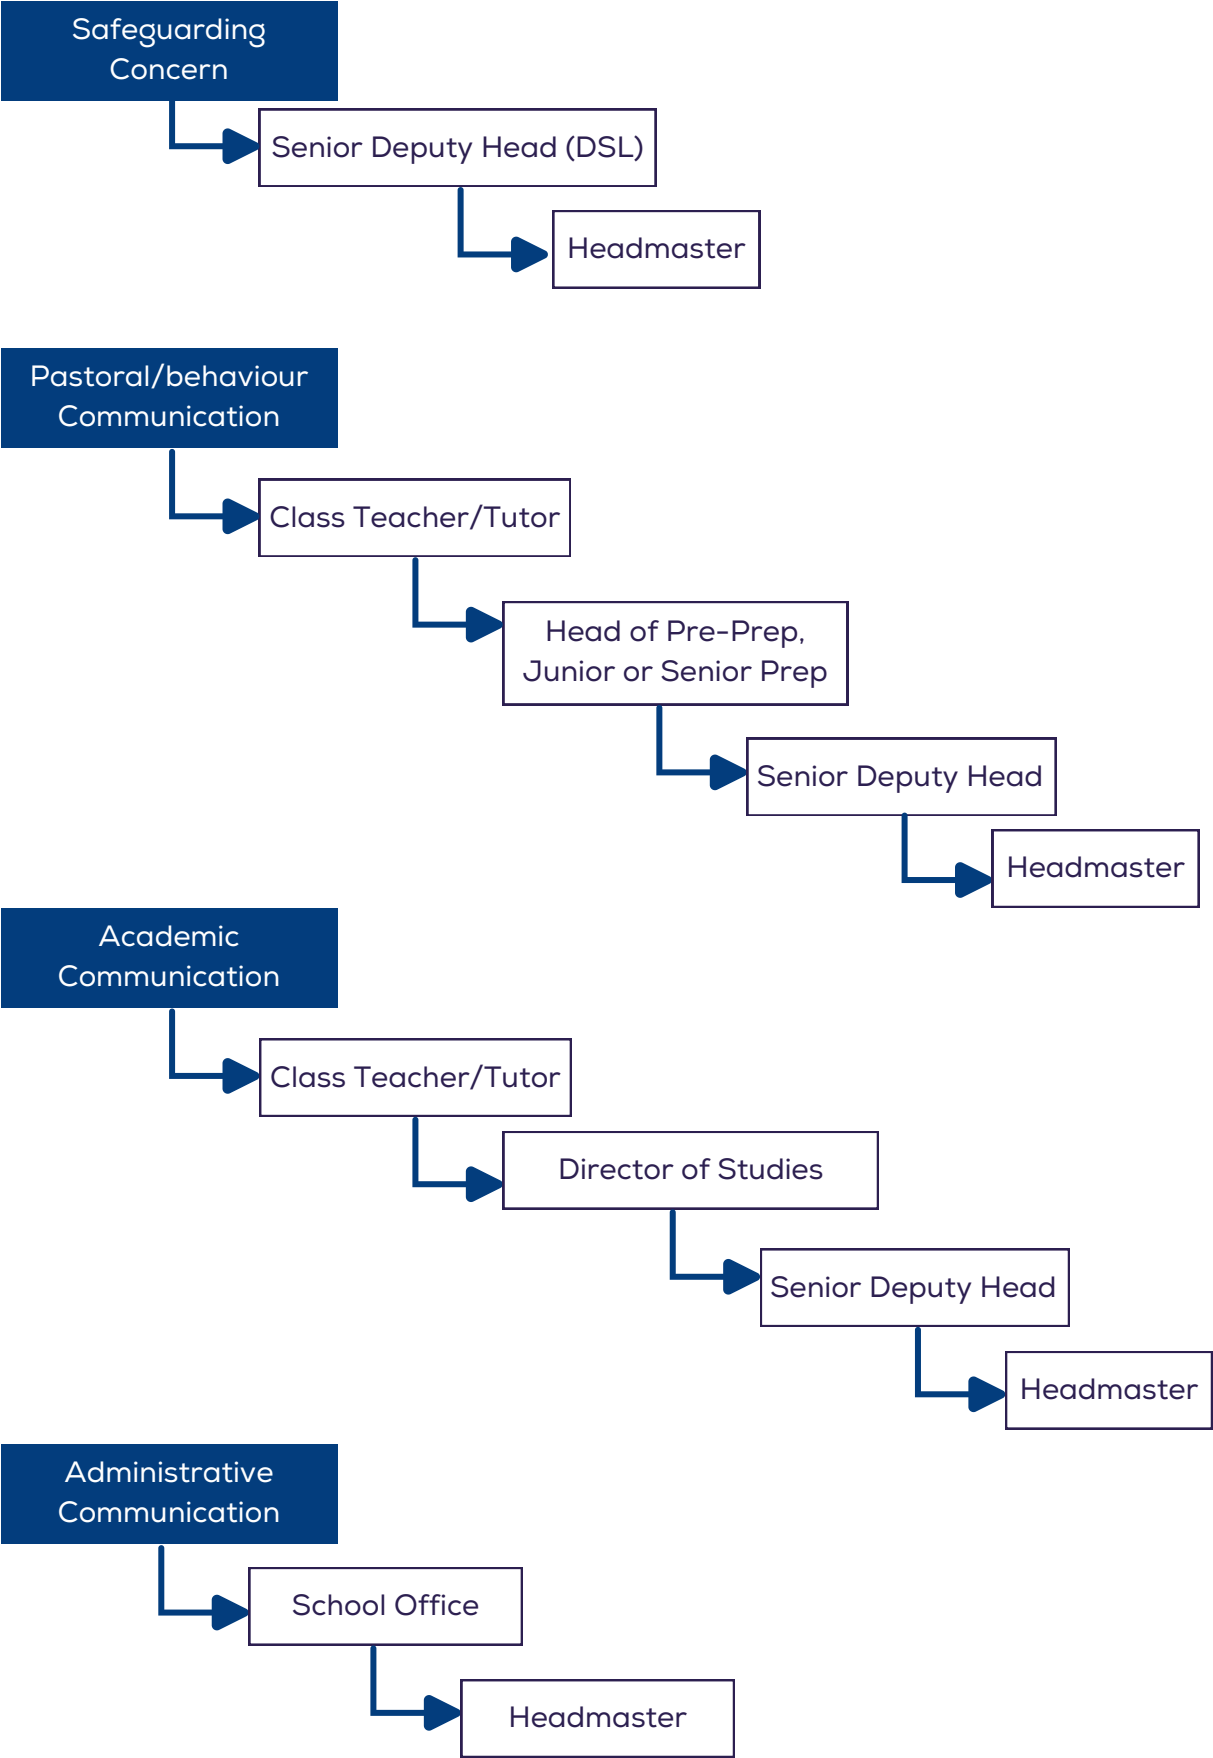 Safeguarding
Concern
Senior Deputy Head (DSL)
Headmaster
Pastoral/behaviour
Communication
Class Teacher/Tutor
Head of Pre-Prep,
Junior or Senior Prep
Senior Deputy Head
Headmaster
Academic
Communication
Class Teacher/Tutor
Director of Studies
Senior Deputy Head
Headmaster
Administrative
Communication
School Office
Headmaster